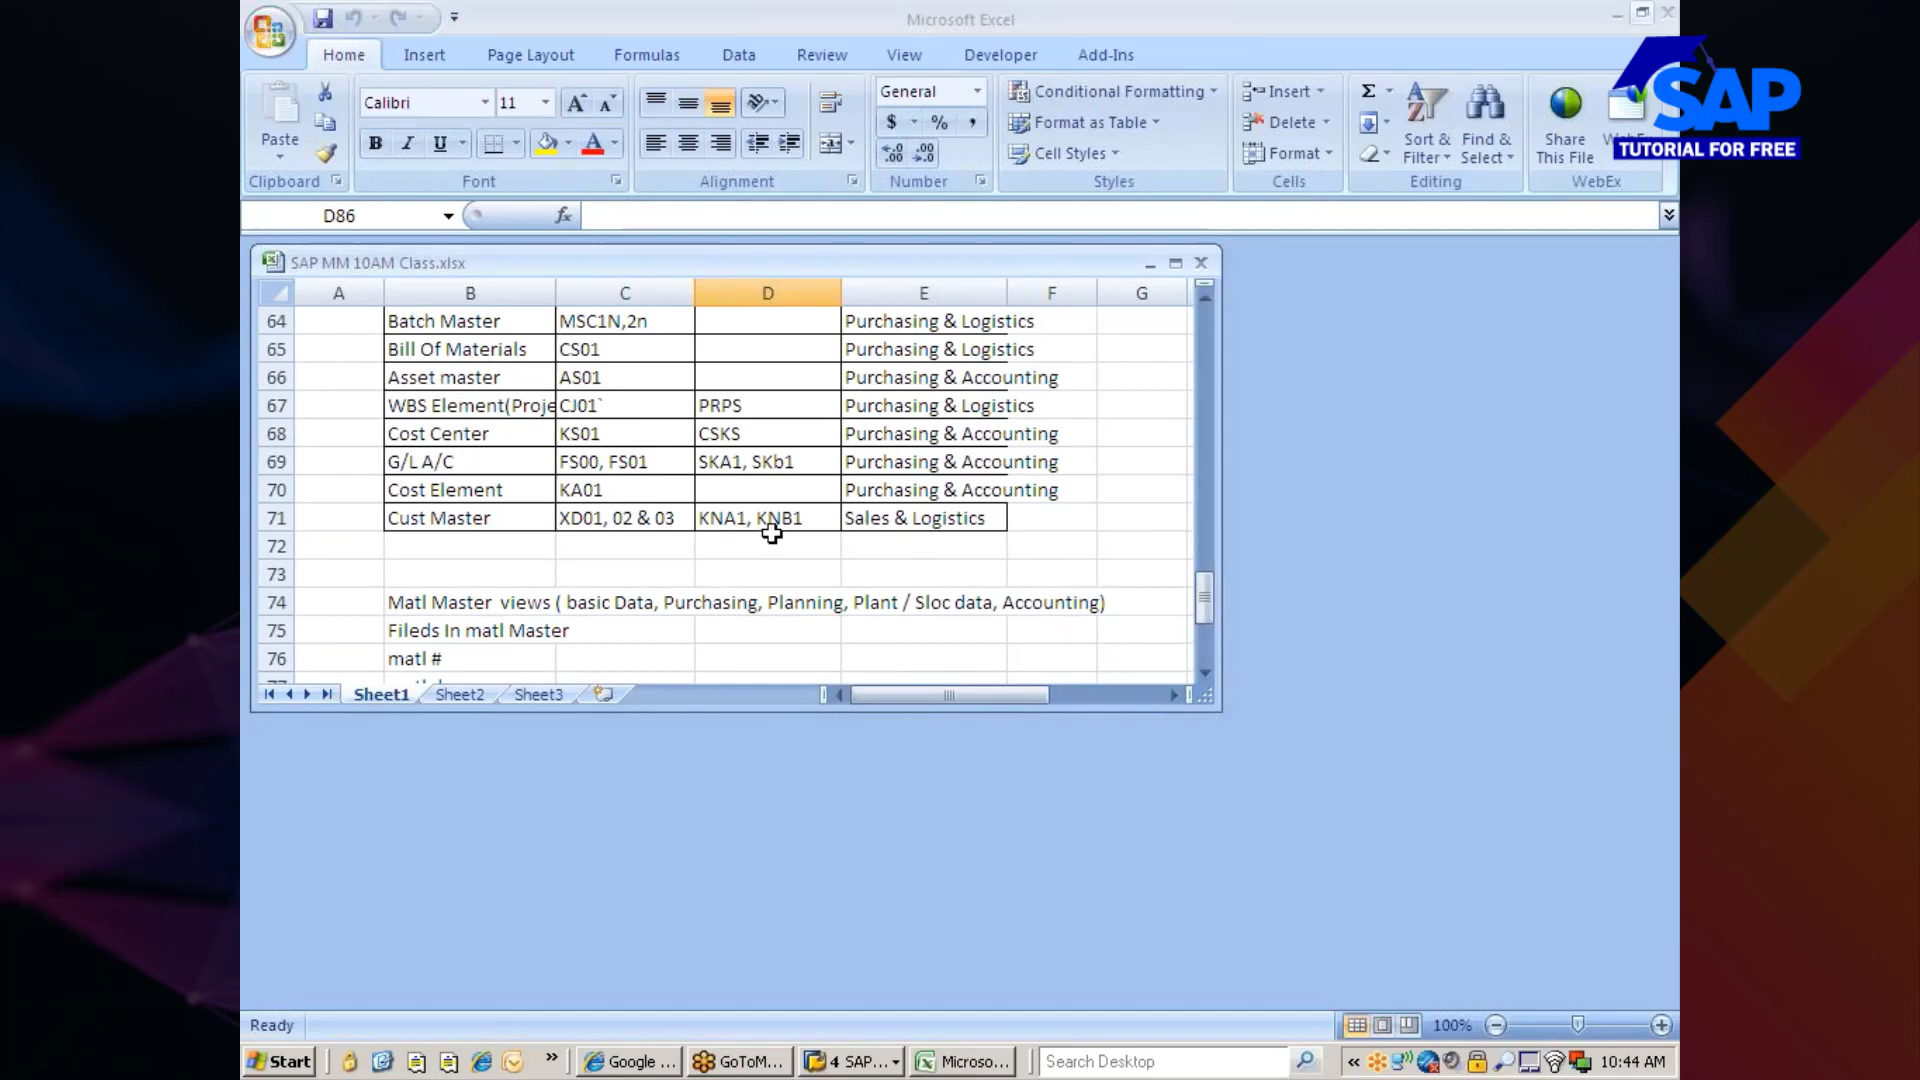 Microsoft Excel
Home Insert Page Layout Formulas Data Review View Developer Add-Ins
SAP
TUTORIAL FOR FREE
Paste
Calibri 11
B I U
General
$ % ,
Conditional Formatting
Format as Table
Cell Styles
Insert
Delete
Format
Σ
Sort & Filter
Find & Select
Share This File
Clipboard Font Alignment Number Styles Cells Editing WebEx
D86 fx
SAP MM 10AM Class.xlsx
A B C D E F G
64 Batch Master MSC1N,2n Purchasing & Logistics
65 Bill Of Materials CS01 Purchasing & Logistics
66 Asset master AS01 Purchasing & Accounting
67 WBS Element(Proje CJ01` PRPS Purchasing & Logistics
68 Cost Center KS01 CSKS Purchasing & Accounting
69 G/L A/C FS00, FS01 SKA1, SKb1 Purchasing & Accounting
70 Cost Element KA01 Purchasing & Accounting
71 Cust Master XD01, 02 & 03 KNA1, KNB1 Sales & Logistics
72
73
74 Matl Master views ( basic Data, Purchasing, Planning, Plant / Sloc data, Accounting)
75 Fileds In matl Master
76 matl #
Sheet1 Sheet2 Sheet3
Ready 100%
Start Google ... GoToM... 4 SAP... Microso... Search Desktop 10:44 AM